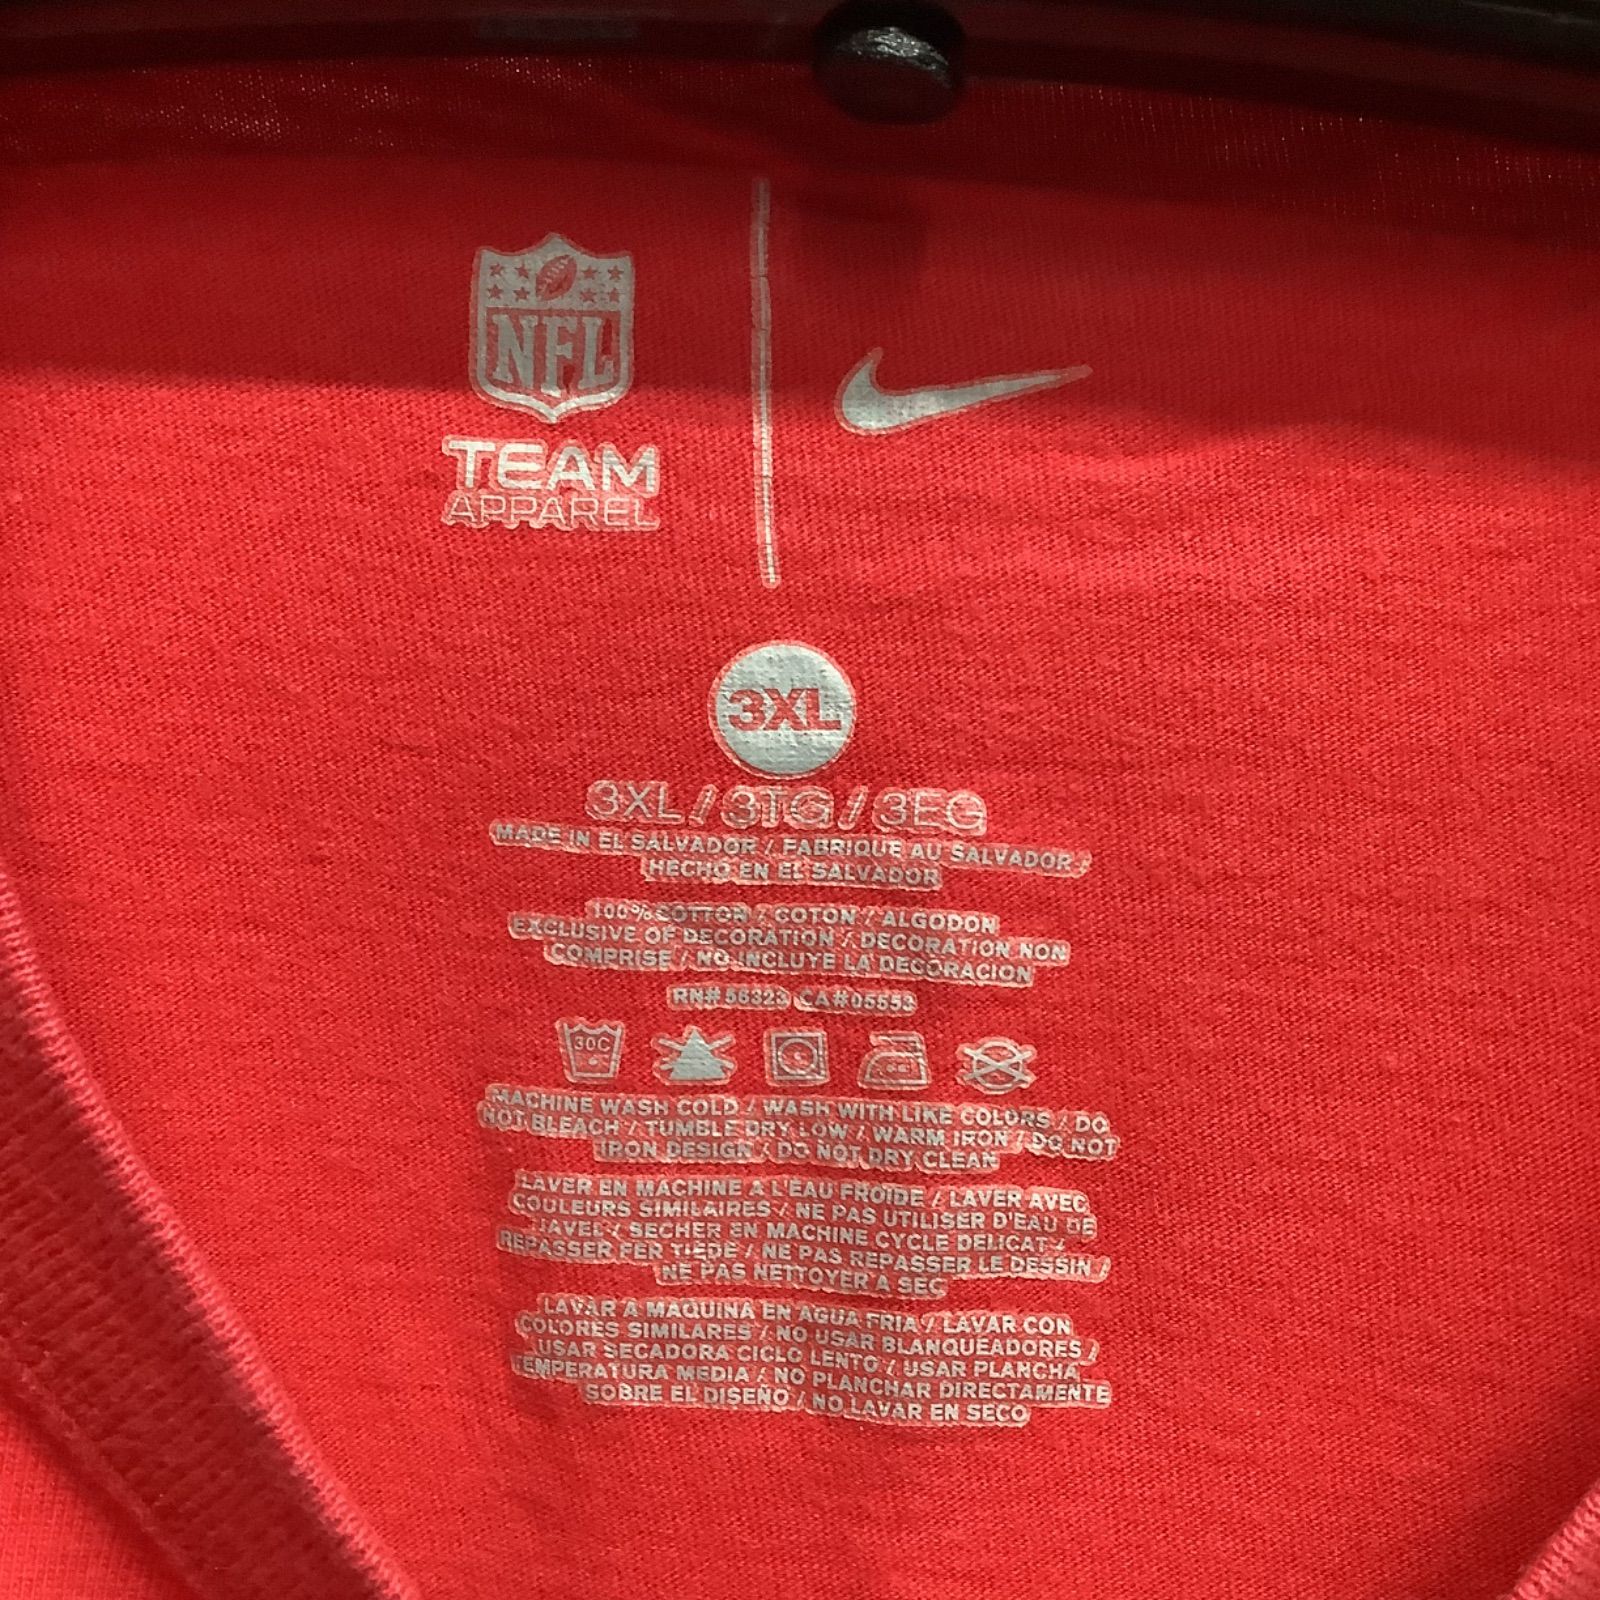 NFL
TEAM
APPAREL
3XL
3XL / 3TG / 3EG
MADE IN EL SALVADOR / FABRIQUE AU SALVADOR /
HECHO EN EL SALVADOR
100% COTTON / COTON / ALGODON
EXCLUSIVE OF DECORATION / DECORATION NON
COMPRISE / NO INCLUYE LA DECORACION
RN# 56323 CA# 05553
30C
MACHINE WASH COLD / WASH WITH LIKE COLORS / DO
NOT BLEACH / TUMBLE DRY LOW / WARM IRON / DO NOT
IRON DESIGN / DO NOT DRY CLEAN
LAVER EN MACHINE A L'EAU FROIDE / LAVER AVEC
COULEURS SIMILAIRES / NE PAS UTILISER D'EAU DE
JAVEL / SECHER EN MACHINE CYCLE DELICAT /
REPASSER FER TIEDE / NE PAS REPASSER LE DESSIN /
NE PAS NETTOYER A SEC
LAVAR A MAQUINA EN AGUA FRIA / LAVAR CON
COLORES SIMILARES / NO USAR BLANQUEADORES /
USAR SECADORA CICLO LENTO / USAR PLANCHA
TEMPERATURA MEDIA / NO PLANCHAR DIRECTAMENTE
SOBRE EL DISEÑO / NO LAVAR EN SECO